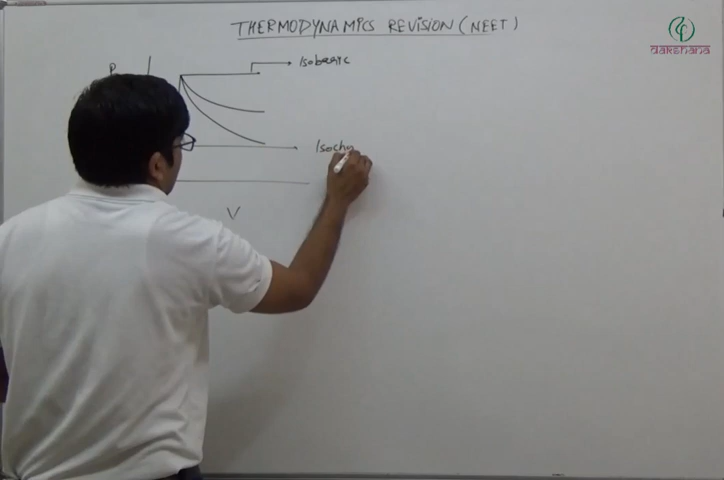 THERMODYNAMICS REVISION (NEET)
dakshana
P
Isobaric
Isocho
V